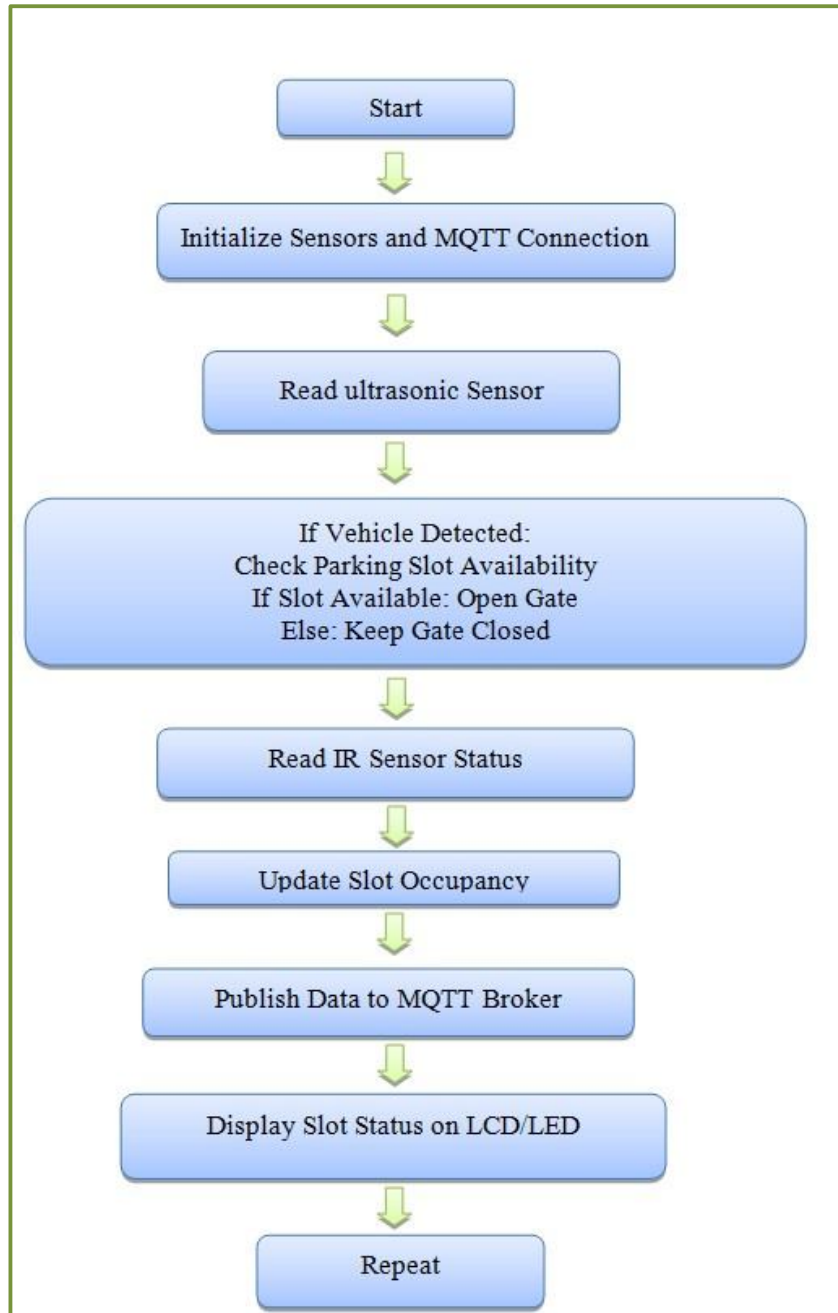 Start
Initialize Sensors and MQTT Connection
Read ultrasonic Sensor
If Vehicle Detected:
Check Parking Slot Availability
If Slot Available: Open Gate
Else: Keep Gate Closed
Read IR Sensor Status
Update Slot Occupancy
Publish Data to MQTT Broker
Display Slot Status on LCD/LED
Repeat